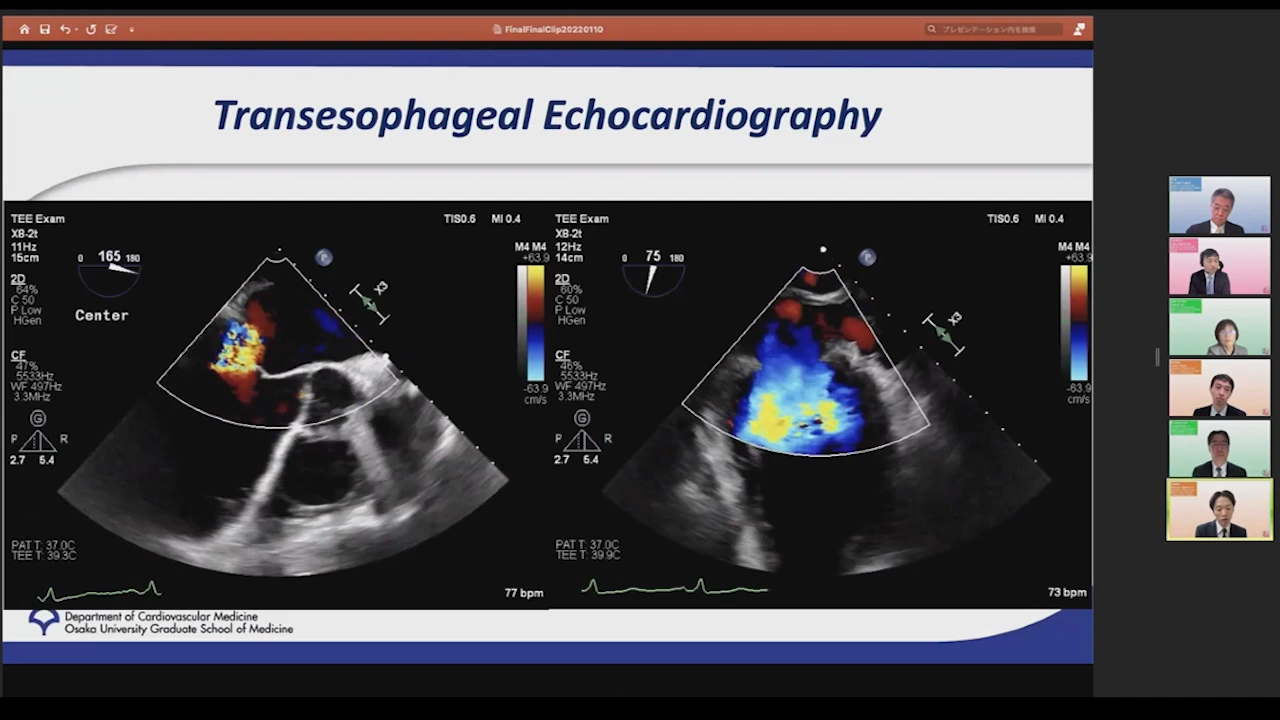 FinalFinalClip20220110
プレゼンテーション内を検索
Transesophageal Echocardiography
TEE Exam
X8-2t
11Hz
15cm
TIS0.6 MI 0.4
0 165 180
M4 M4
+63.9
2D
64%
C 50
P Low
HGen
Center
x3
CF
47%
5533Hz
WF 497Hz
3.3MHz
-63.9
cm/s
G
P R
2.7 5.4
PAT T: 37.0C
TEE T: 39.3C
77 bpm
TEE Exam
X8-2t
12Hz
14cm
TIS0.6 MI 0.4
0 75 180
M4 M4
+63.9
2D
60%
C 50
P Low
HGen
x3
CF
46%
5533Hz
WF 497Hz
3.3MHz
-63.9
cm/s
G
P R
2.7 5.4
PAT T: 37.0C
TEE T: 39.9C
73 bpm
Department of Cardiovascular Medicine
Osaka University Graduate School of Medicine